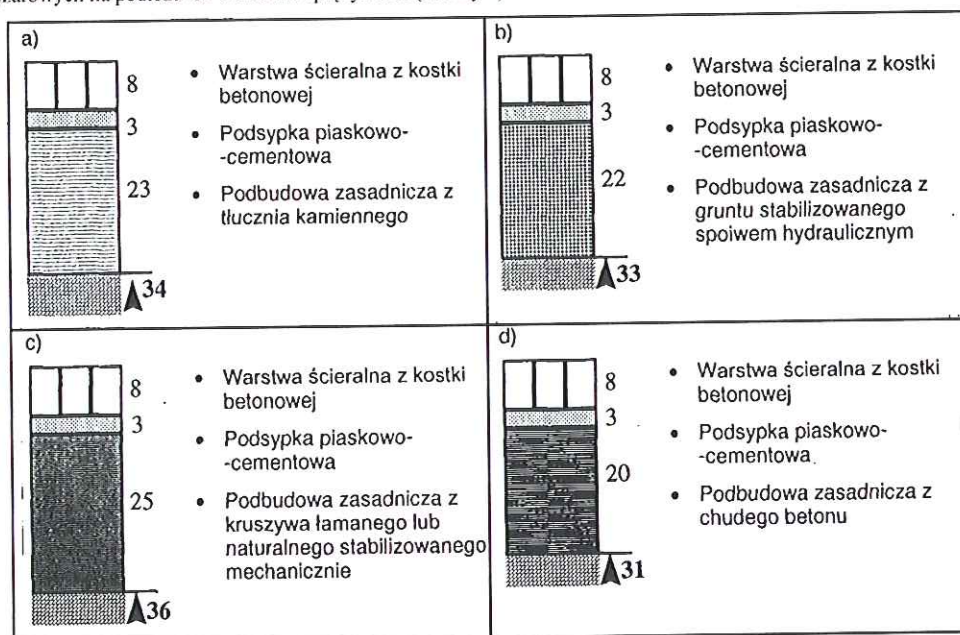 na
a)
8
3
23
34
• Warstwa ścieralna z kostki
betonowej
• Podsypka piaskowo-
-cementowa
• Podbudowa zasadnicza z
tłucznia kamiennego
b)
8
3
22
33
• Warstwa ścieralna z kostki
betonowej
• Podsypka piaskowo-
-cementowa
• Podbudowa zasadnicza z
gruntu stabilizowanego
spoiwem hydraulicznym
c)
8
3
25
36
• Warstwa ścieralna z kostki
betonowej
• Podsypka piaskowo-
-cementowa
• Podbudowa zasadnicza z
kruszywa łamanego lub
naturalnego stabilizowanego
mechanicznie
d)
8
3
20
31
• Warstwa ścieralna z kostki
betonowej
• Podsypka piaskowo-
-cementowa
• Podbudowa zasadnicza z
chudego betonu